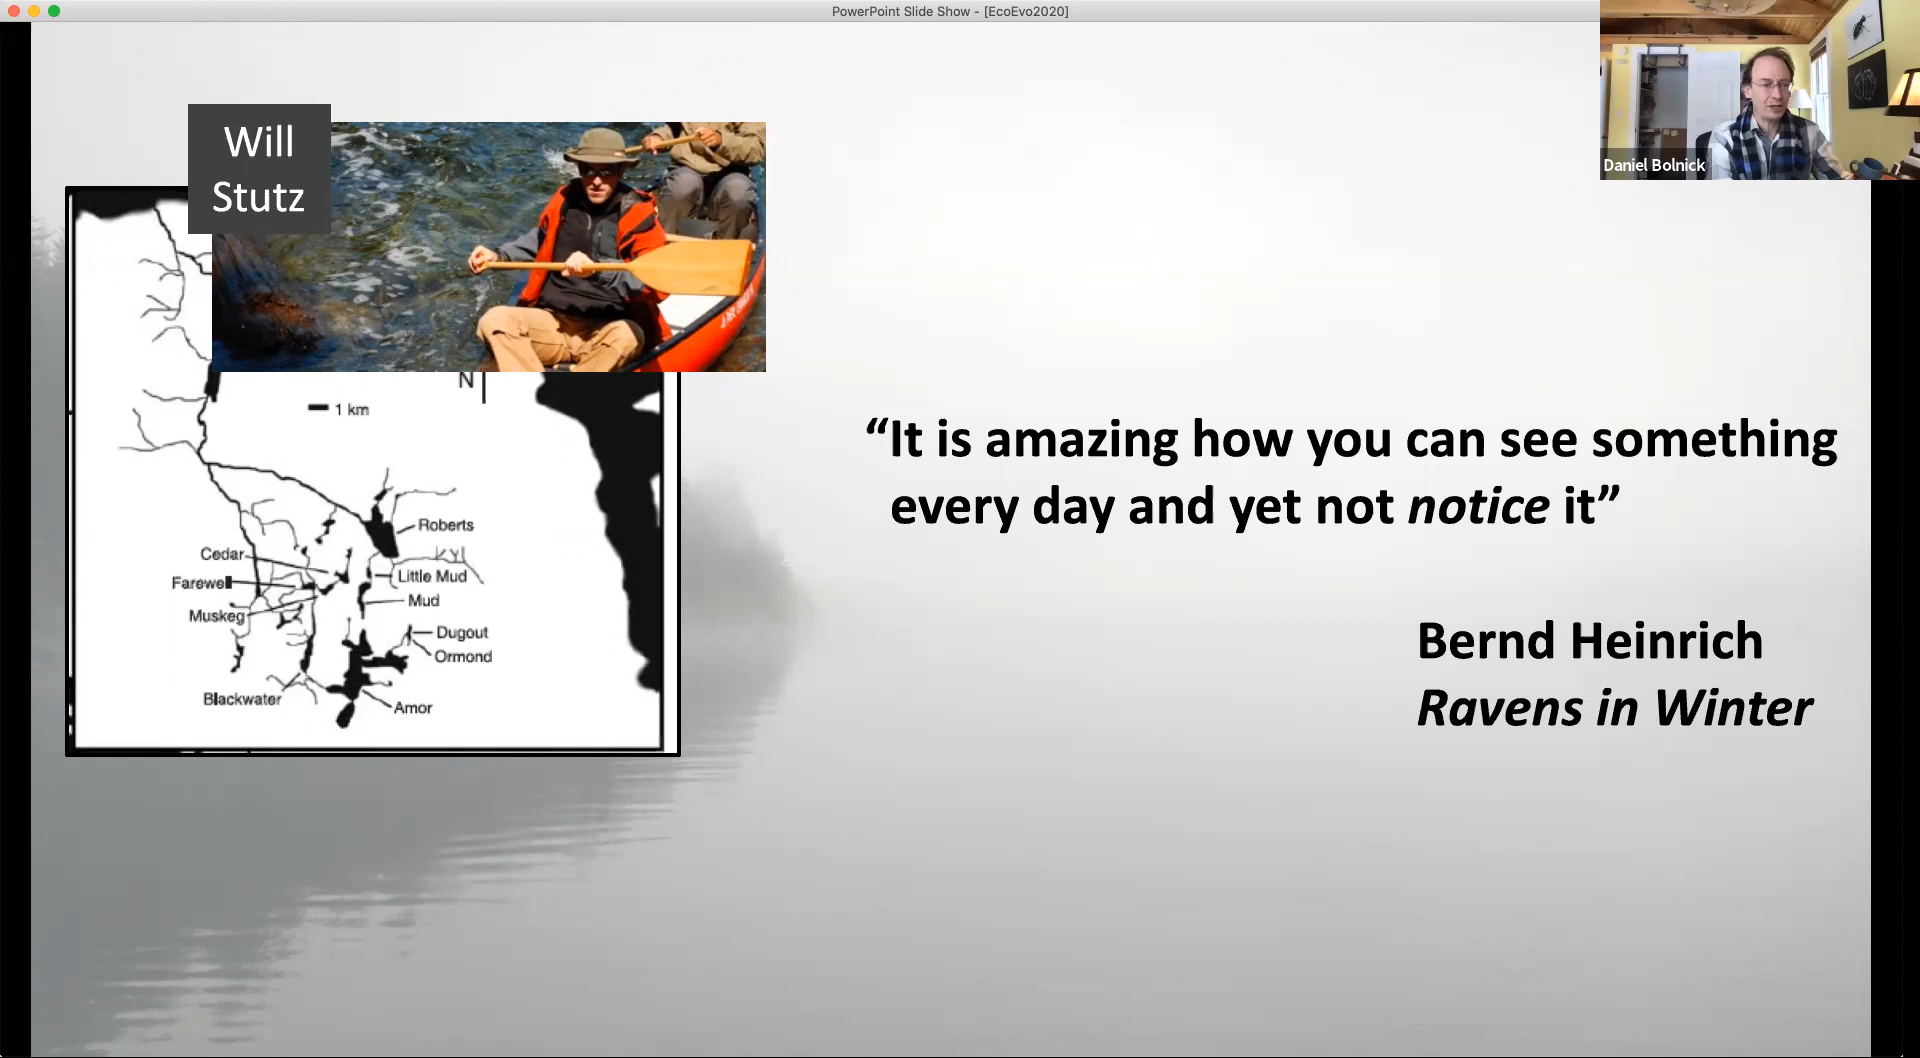 PowerPoint Slide Show - [EcoEvo2020]
Daniel Bolnick
Will
Stutz
N
1 km
Roberts
Cedar
Farewell
Little Mud
Muskeg
Mud
Dugout
Ormond
Blackwater
Amor
“It is amazing how you can see something
every day and yet not notice it”
Bernd Heinrich
Ravens in Winter